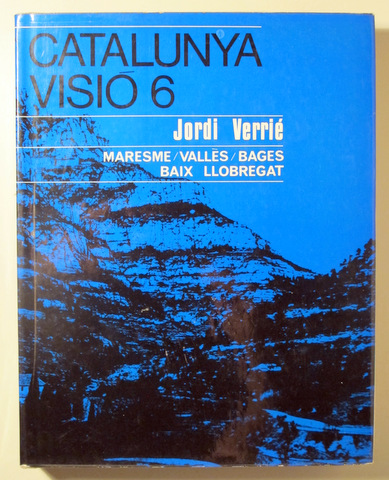 CATALUNYA
VISIÓ 6
Jordi Verrié
MARESME/VALLÈS/BAGES
BAIX LLOBREGAT